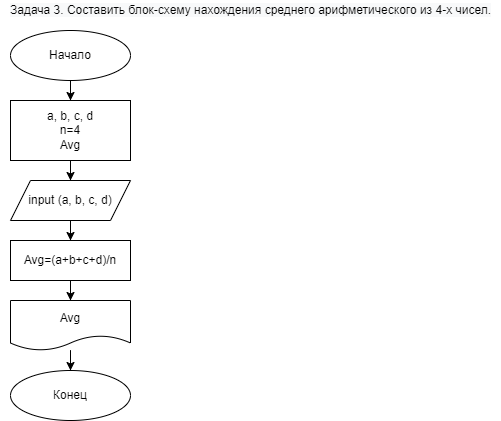 Задача 3. Составить блок-схему нахождения среднего арифметического из 4-х чисел.
Начало
a, b, c, d
n=4
Avg
input (a, b, c, d)
Avg=(a+b+c+d)/n
Avg
Конец